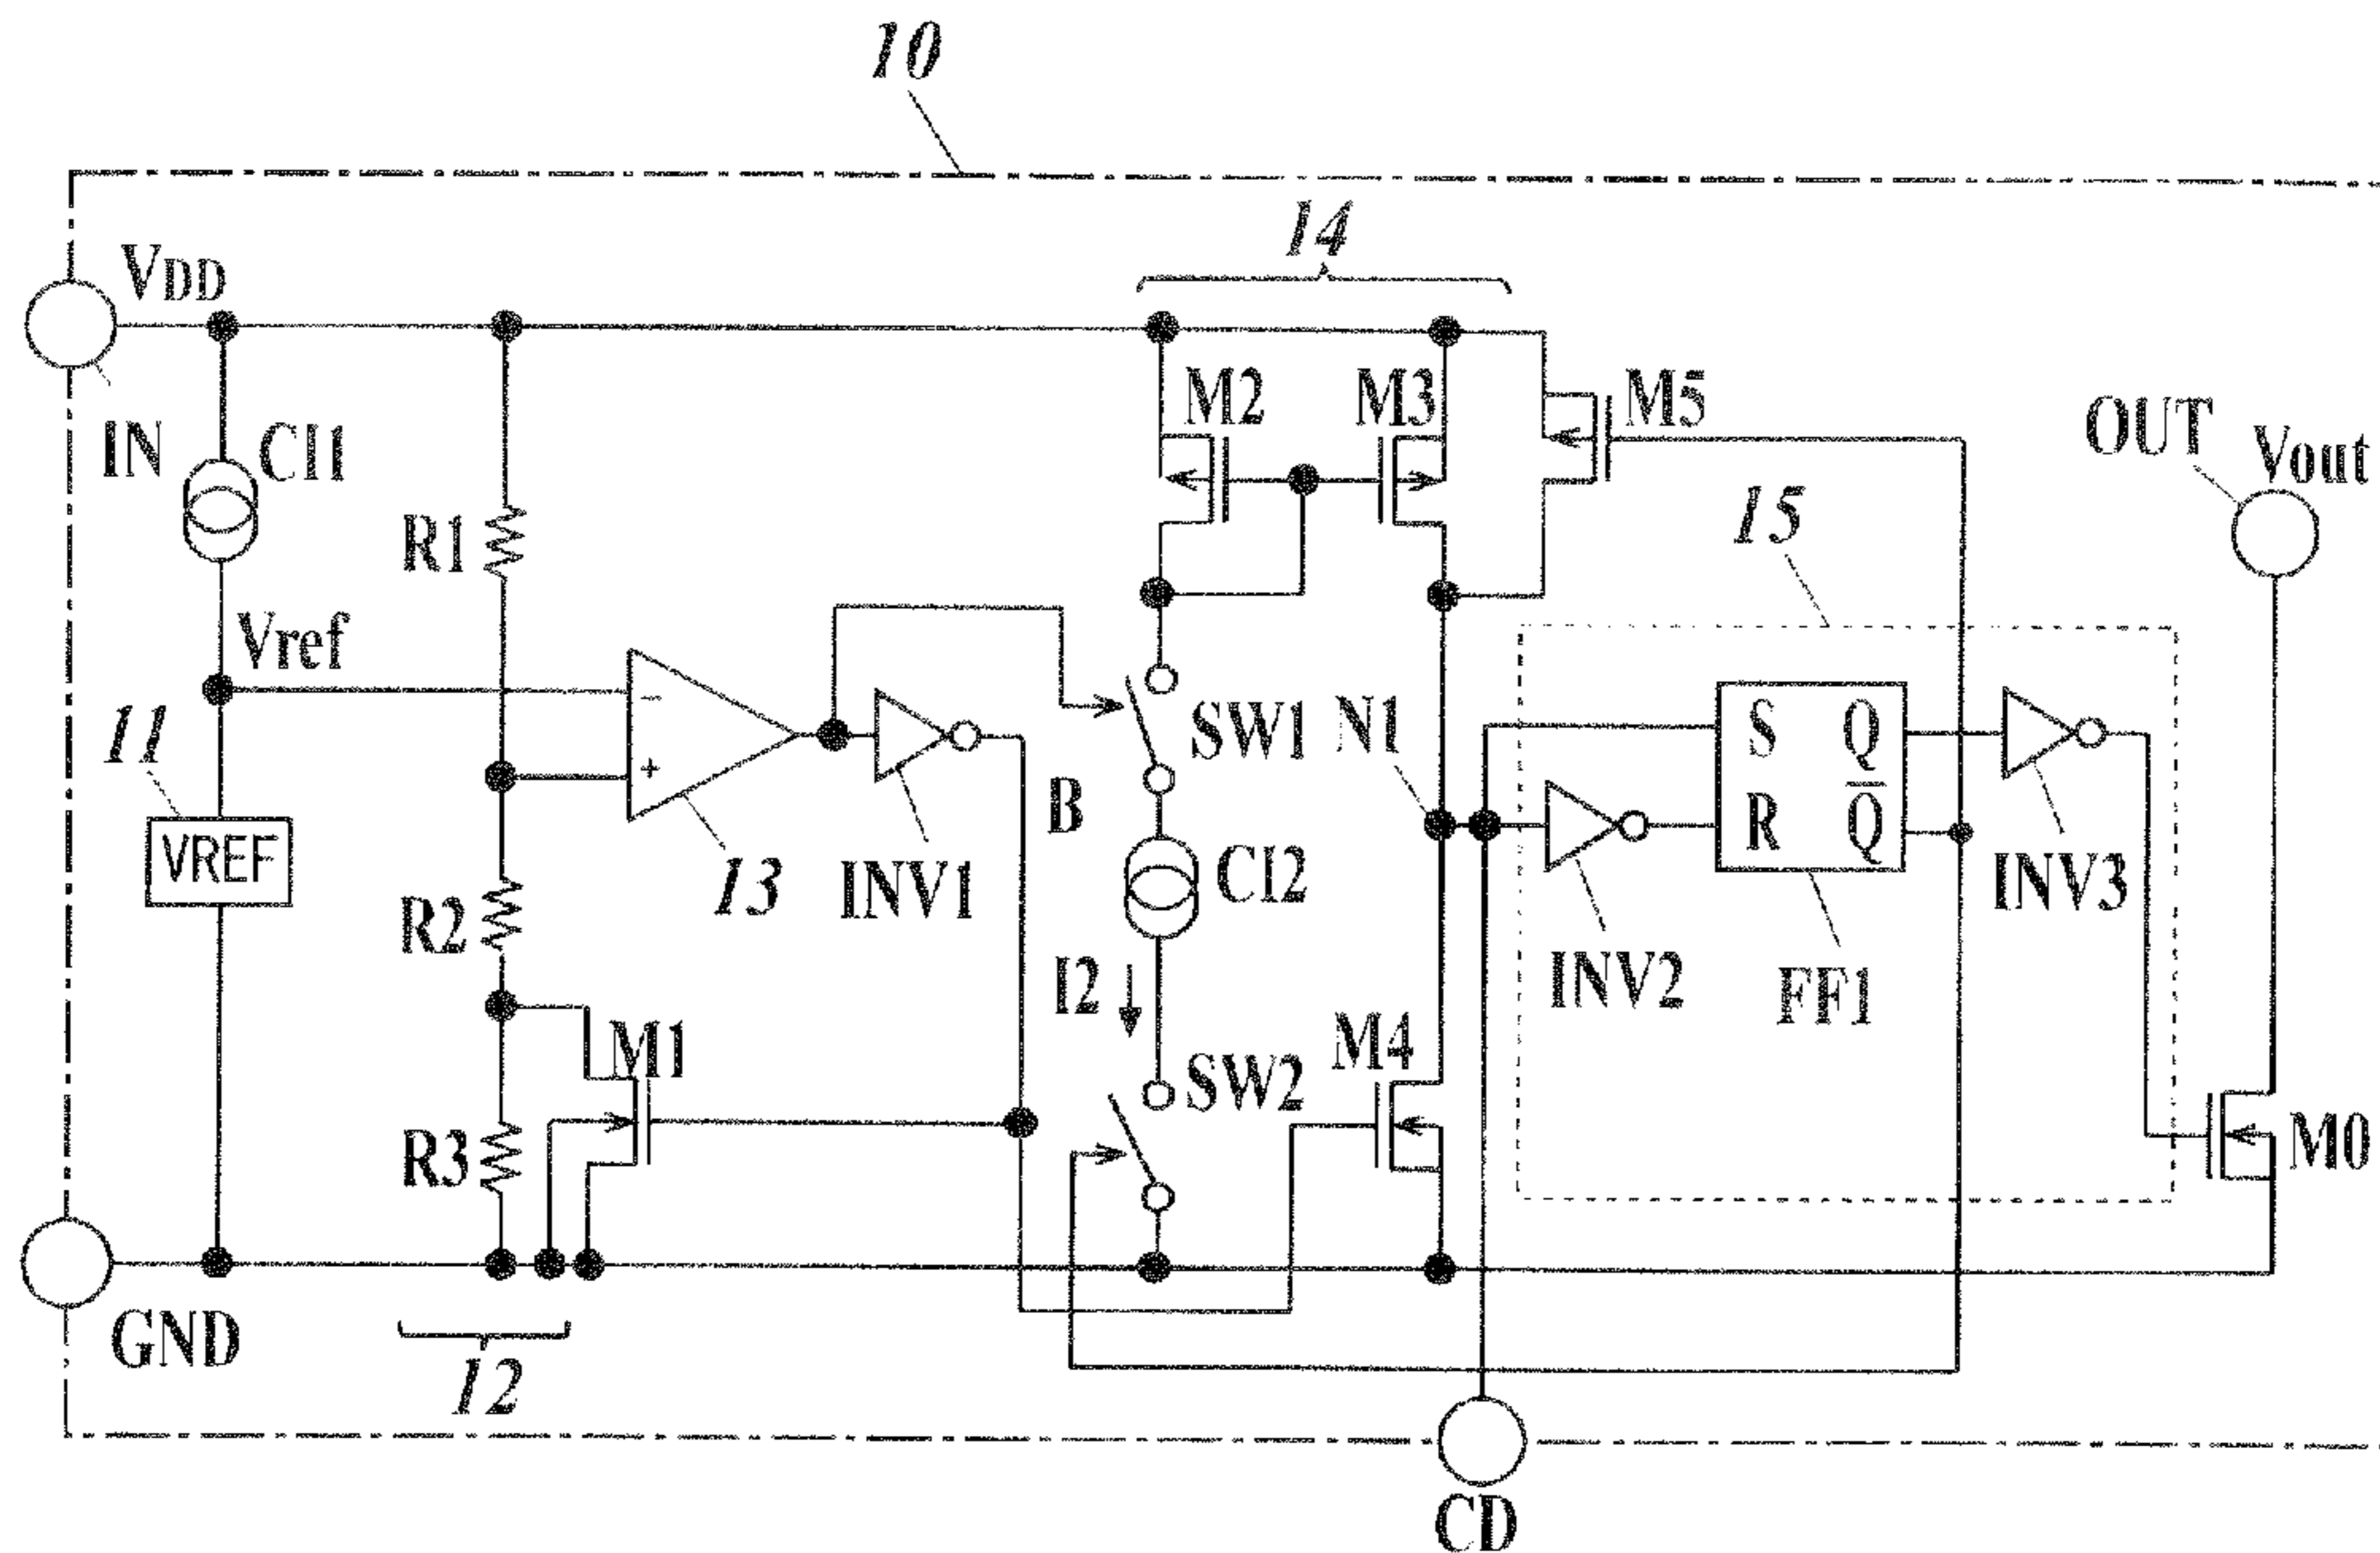 10
14
VDD
IN
CI1
M2
M3
M5
OUT
Vout
R1
15
Vref
11
−
+
VREF
13
INV1
SW1
B
N1
S
Q
R
Q̅
INV3
CI2
R2
I2
INV2
FF1
M1
SW2
M4
R3
M0
GND
12
CD